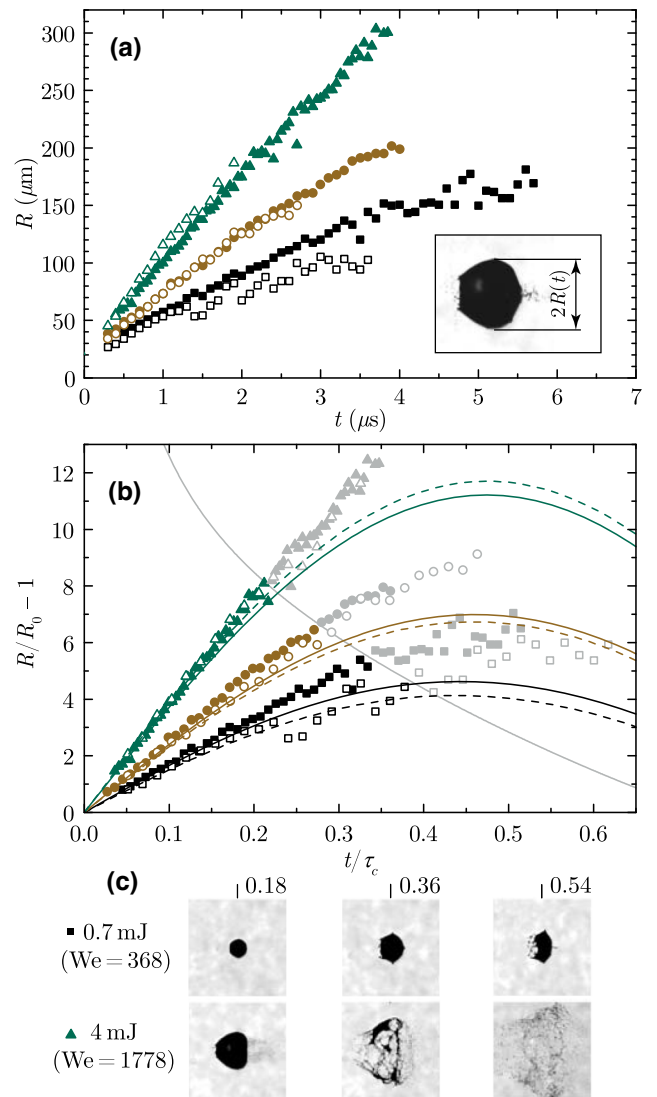 (a)
300
250
200
150
100
50
0
R (μm)
2R(t)
0 1 2 3 4 5 6 7
t (μs)
(b)
12
10
8
6
4
2
0
R/R₀ − 1
0.0 0.1 0.2 0.3 0.4 0.5 0.6
t/τc
(c)
0.18 0.36 0.54
0.7 mJ
(We = 368)
4 mJ
(We = 1778)